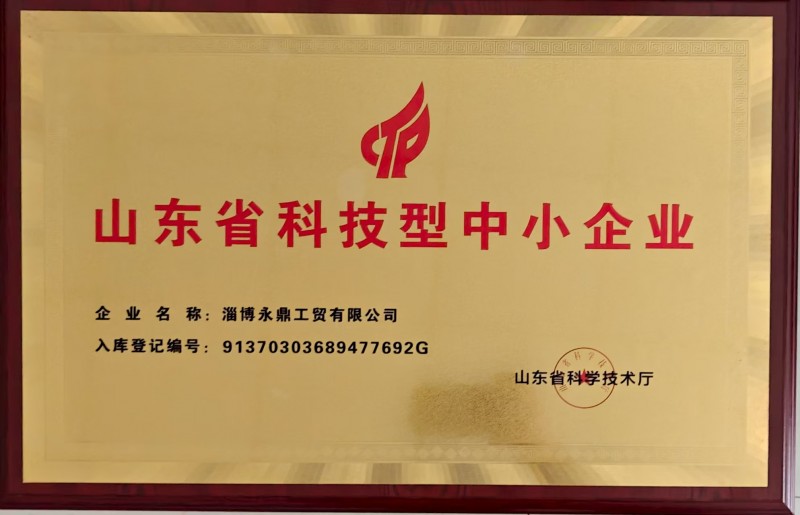 山东省科技型中小企业
企业名称：淄博永鼎工贸有限公司
入库登记编号：91370303689477692G
山东省科学技术厅